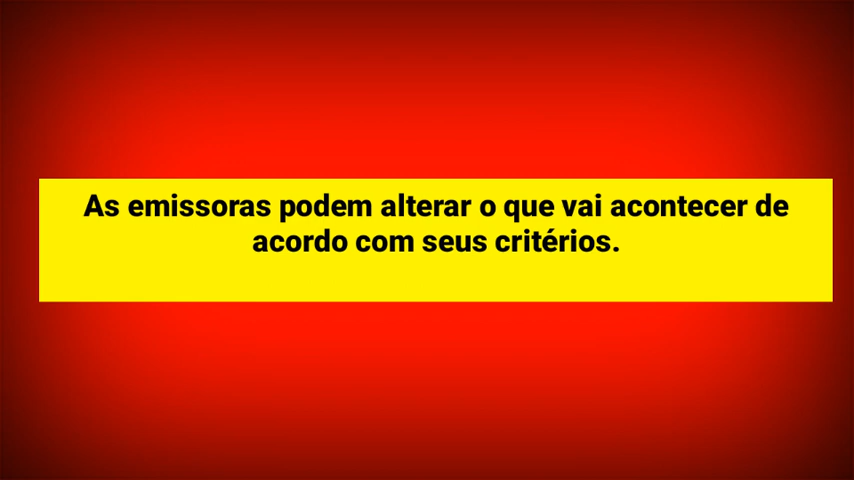 As emissoras podem alterar o que vai acontecer de
acordo com seus critérios.